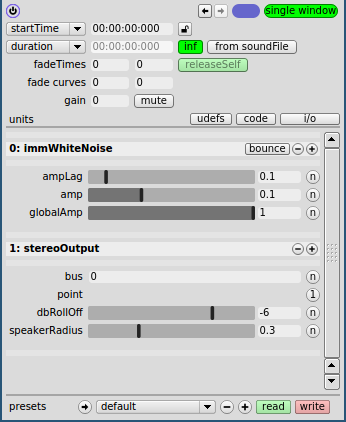 single window
startTime 00:00:00:000
duration 00:00:00:000 inf from soundFile
fadeTimes 0 0 releaseSelf
fade curves 0 0
gain 0 mute
units udefs code i/o
0: immWhiteNoise bounce
ampLag 0.1 n
amp 0.1 n
globalAmp 1 n
1: stereoOutput
bus 0 n
point 1
dbRollOff -6 n
speakerRadius 0.3 n
presets default read write